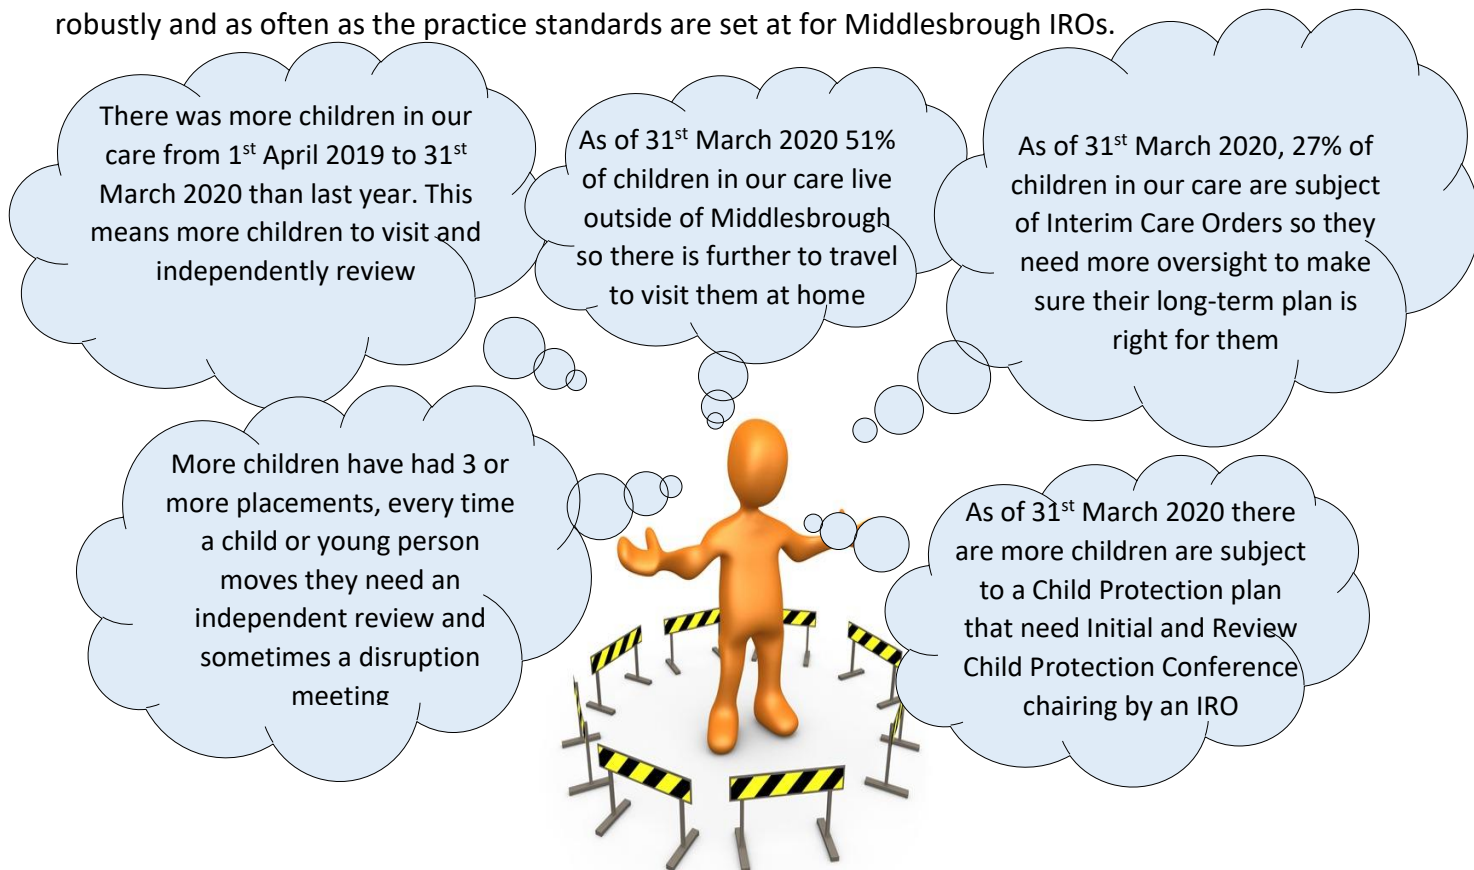 robustly and as often as the practice standards are set at for Middlesbrough IROs.
There was more children in our
care from 1st April 2019 to 31st
March 2020 than last year. This
means more children to visit and
independently review
As of 31st March 2020 51%
of children in our care live
outside of Middlesbrough
so there is further to travel
to visit them at home
As of 31st March 2020, 27% of
children in our care are subject
of Interim Care Orders so they
need more oversight to make
sure their long-term plan is
right for them
More children have had 3 or
more placements, every time
a child or young person
moves they need an
independent review and
sometimes a disruption
meeting
As of 31st March 2020 there
are more children are subject
to a Child Protection plan
that need Initial and Review
Child Protection Conference
chairing by an IRO